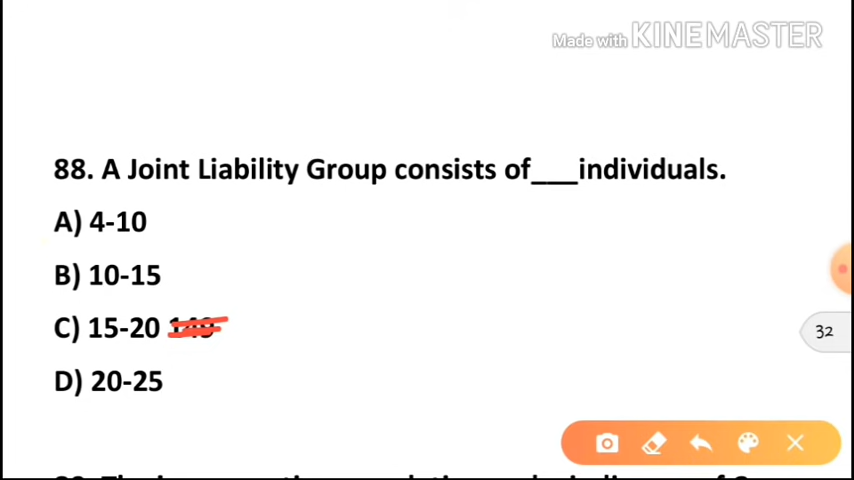 Made with KINEMASTER
88. A Joint Liability Group consists of___individuals.
A) 4-10
B) 10-15
C) 15-20
32
D) 20-25